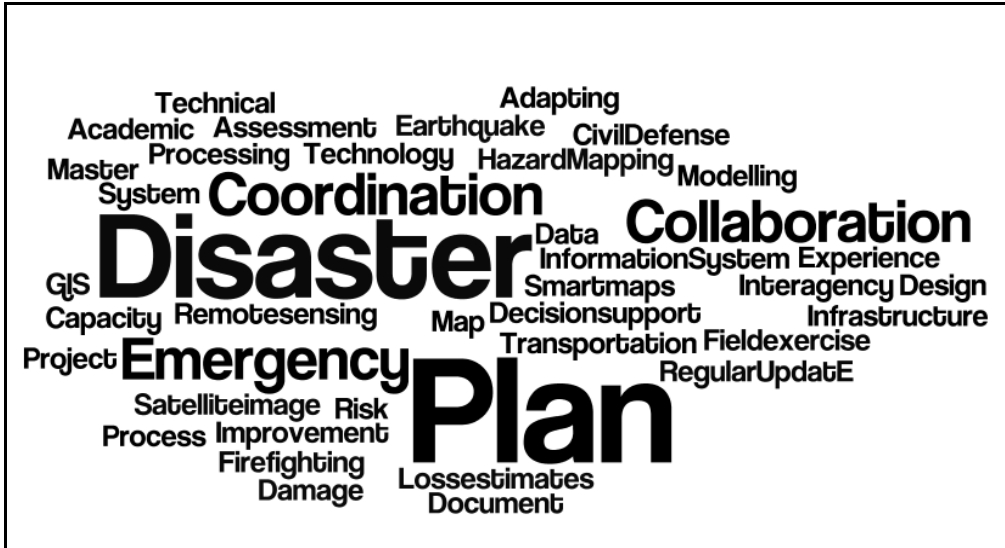 Adapting
Technical
Academic Assessment Earthquake CivilDefense
Processing Technology HazardMapping
Master Modelling
System Coordination
Collaboration
Disaster Data
InformationSystem Experience
GIS Smartmaps Interagency Design
Capacity Remotesensing Map Decisionsupport Infrastructure
Transportation Fieldexercise
Project Emergency RegularUpdatE
Plan
Satelliteimage Risk
Process Improvement
Firefighting
Lossestimates
Damage
Document